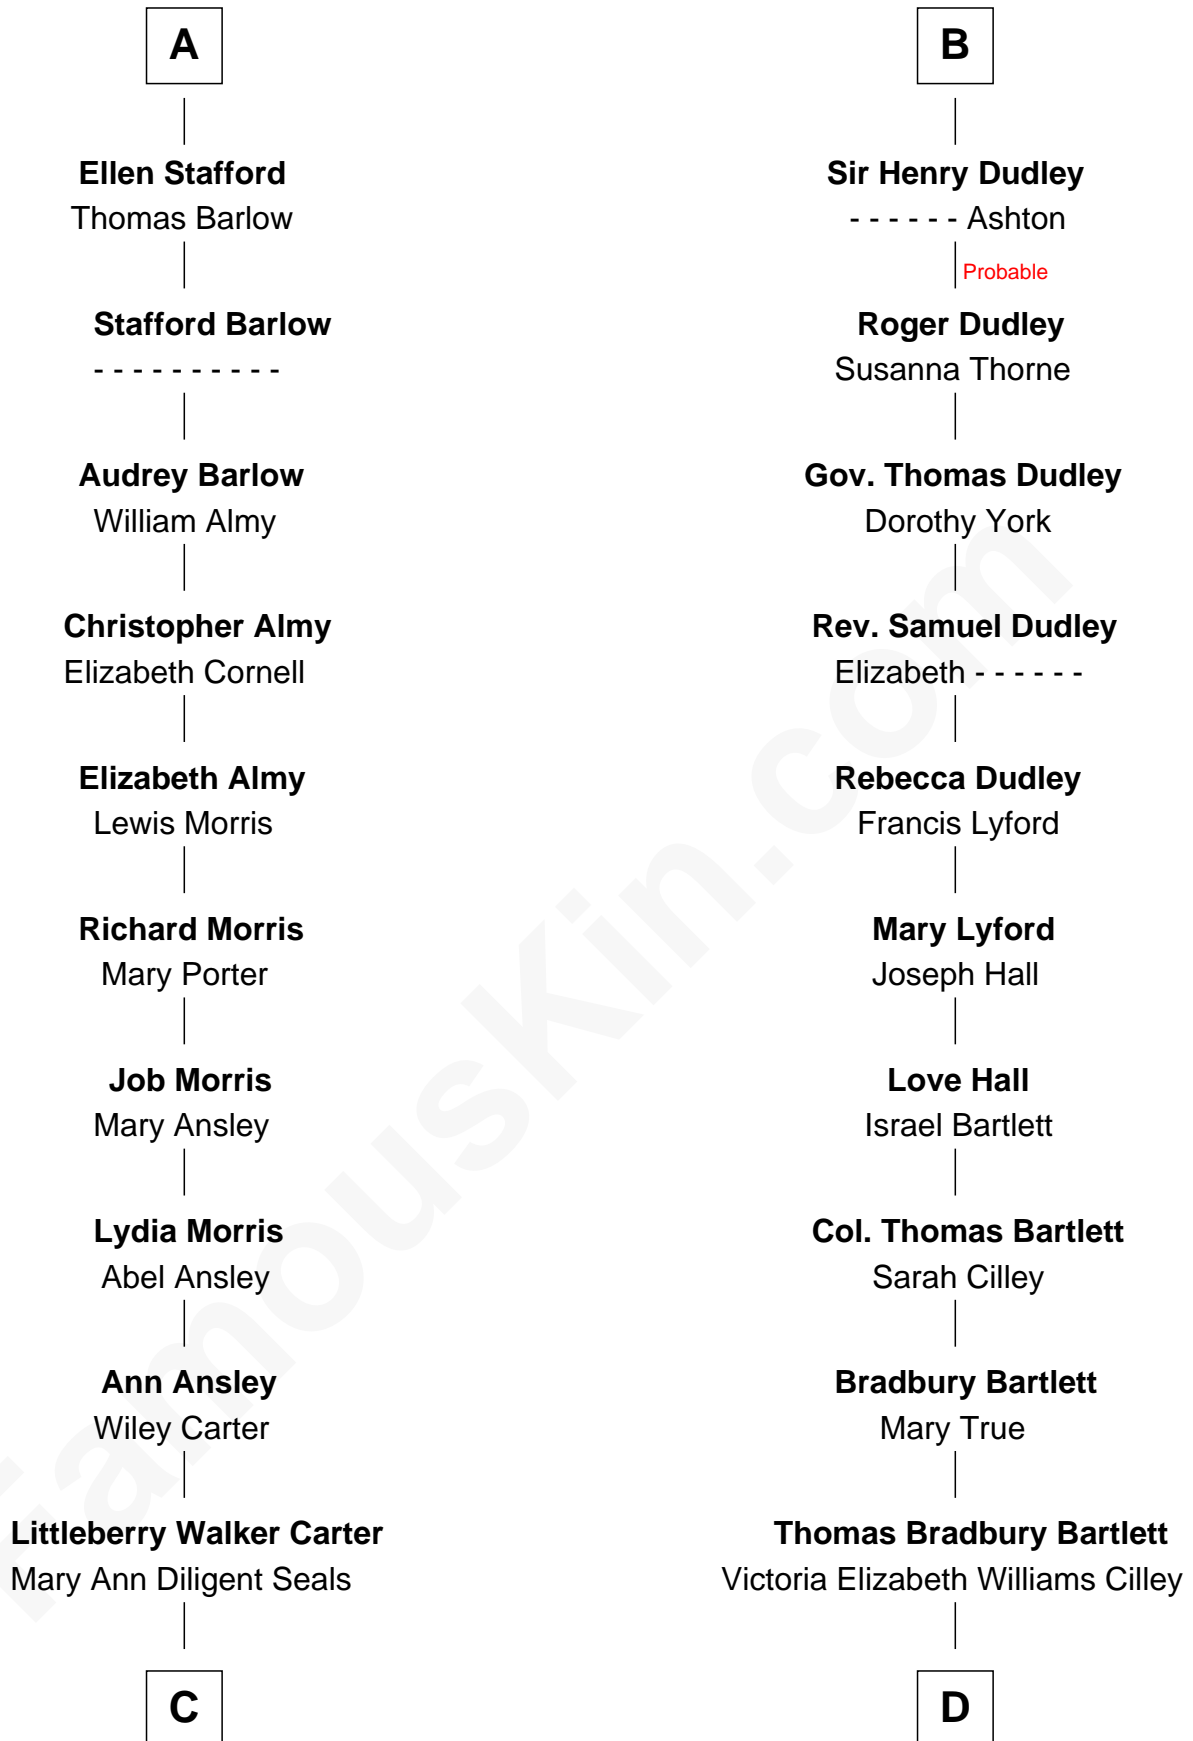 A
Ellen Stafford
Thomas Barlow
Stafford Barlow
- - - - - - - - - -
Audrey Barlow
William Almy
Christopher Almy
Elizabeth Cornell
Elizabeth Almy
Lewis Morris
Richard Morris
Mary Porter
Job Morris
Mary Ansley
Lydia Morris
Abel Ansley
Ann Ansley
Wiley Carter
Littleberry Walker Carter
Mary Ann Diligent Seals
C
B
Sir Henry Dudley
- - - - - - Ashton
Probable
Roger Dudley
Susanna Thorne
Gov. Thomas Dudley
Dorothy York
Rev. Samuel Dudley
Elizabeth - - - - - -
Rebecca Dudley
Francis Lyford
Mary Lyford
Joseph Hall
Love Hall
Israel Bartlett
Col. Thomas Bartlett
Sarah Cilley
Bradbury Bartlett
Mary True
Thomas Bradbury Bartlett
Victoria Elizabeth Williams Cilley
D
FamousKin.com